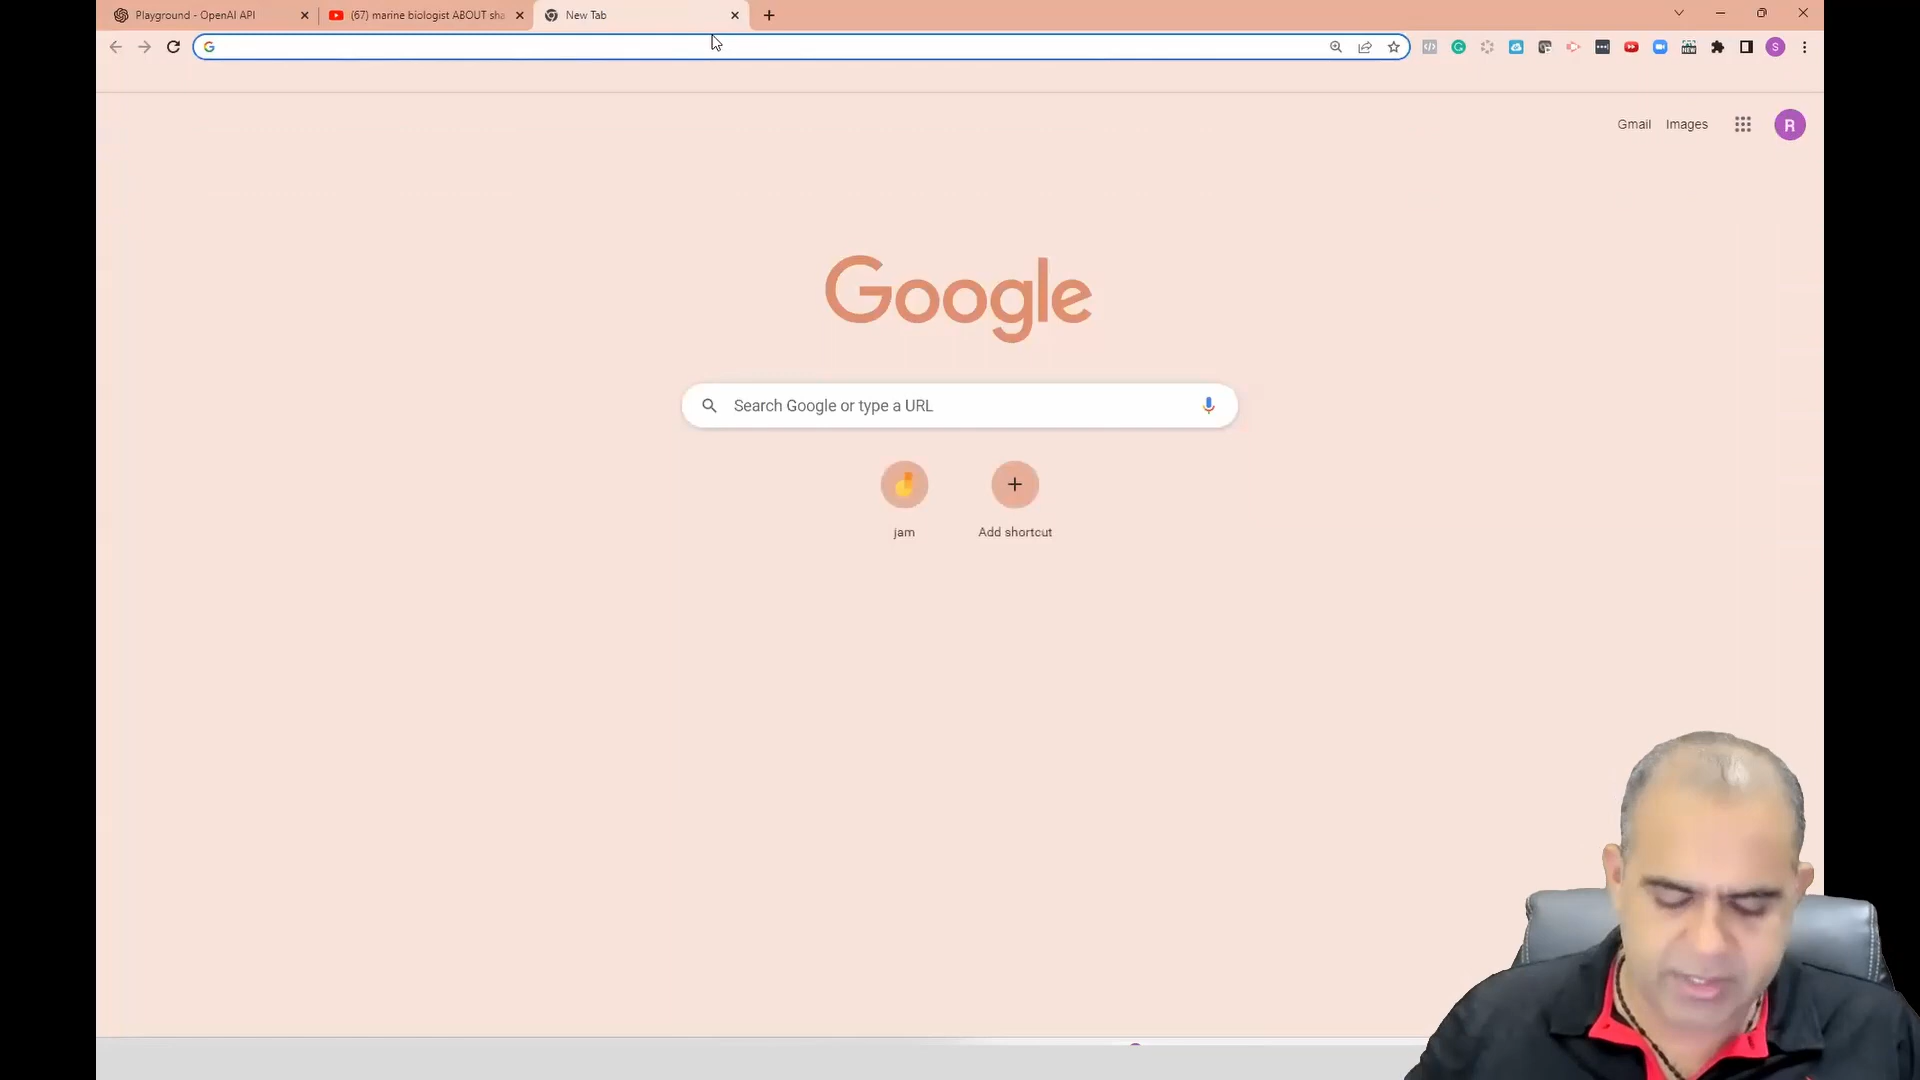 Playground - OpenAI API
(67) marine biologist ABOUT sha
New Tab
S
Gmail
Images
R
Google
Search Google or type a URL
jam
Add shortcut